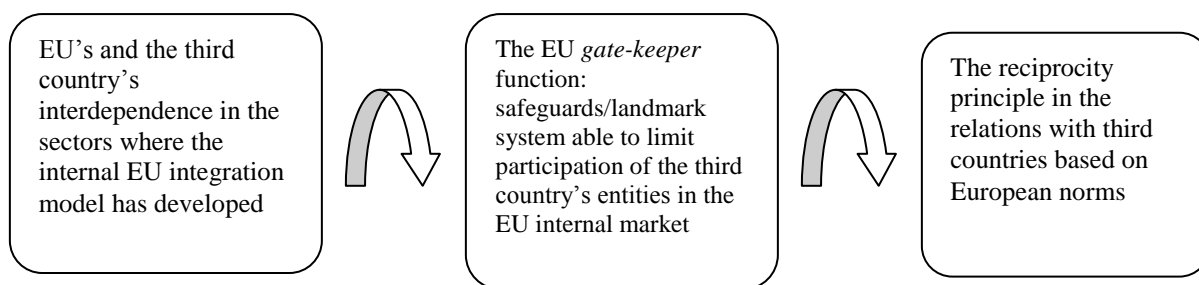 EU’s and the third
country’s
interdependence in the
sectors where the
internal EU integration
model has developed
The EU gate-keeper
function:
safeguards/landmark
system able to limit
participation of the third
country’s entities in the
EU internal market
The reciprocity
principle in the
relations with third
countries based on
European norms